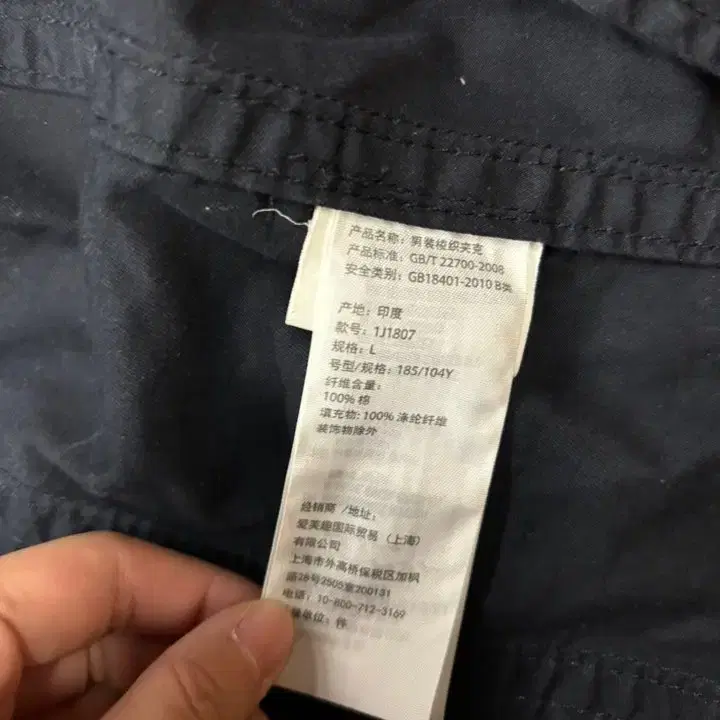 产品名称：男装梭织夹克
产品标准：GB/T 22700-2008
安全类别：GB18401-2010 B类
产地：印度
款号：1J1807
规格：L
号型/规格：185/104Y
纤维含量：
100% 棉
填充物：100% 涤纶纤维
装饰物除外
经销商 /地址：
爱芙趣国际贸易（上海）
有限公司
上海市外高桥保税区加枫
路28号2505室200131
电话：10-800-712-3169
单位：件